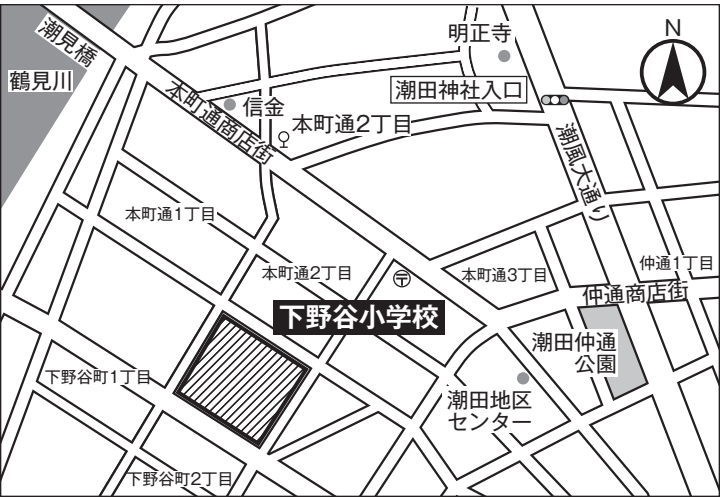 潮見橋
鶴見川
明正寺
N
潮田神社入口
信金
本町通2丁目
本町通商店街
潮風大通り
本町通1丁目
本町通2丁目
〒
本町通3丁目
仲通1丁目
仲通商店街
下野谷小学校
潮田仲通
公園
下野谷町1丁目
潮田地区
センター
下野谷町2丁目